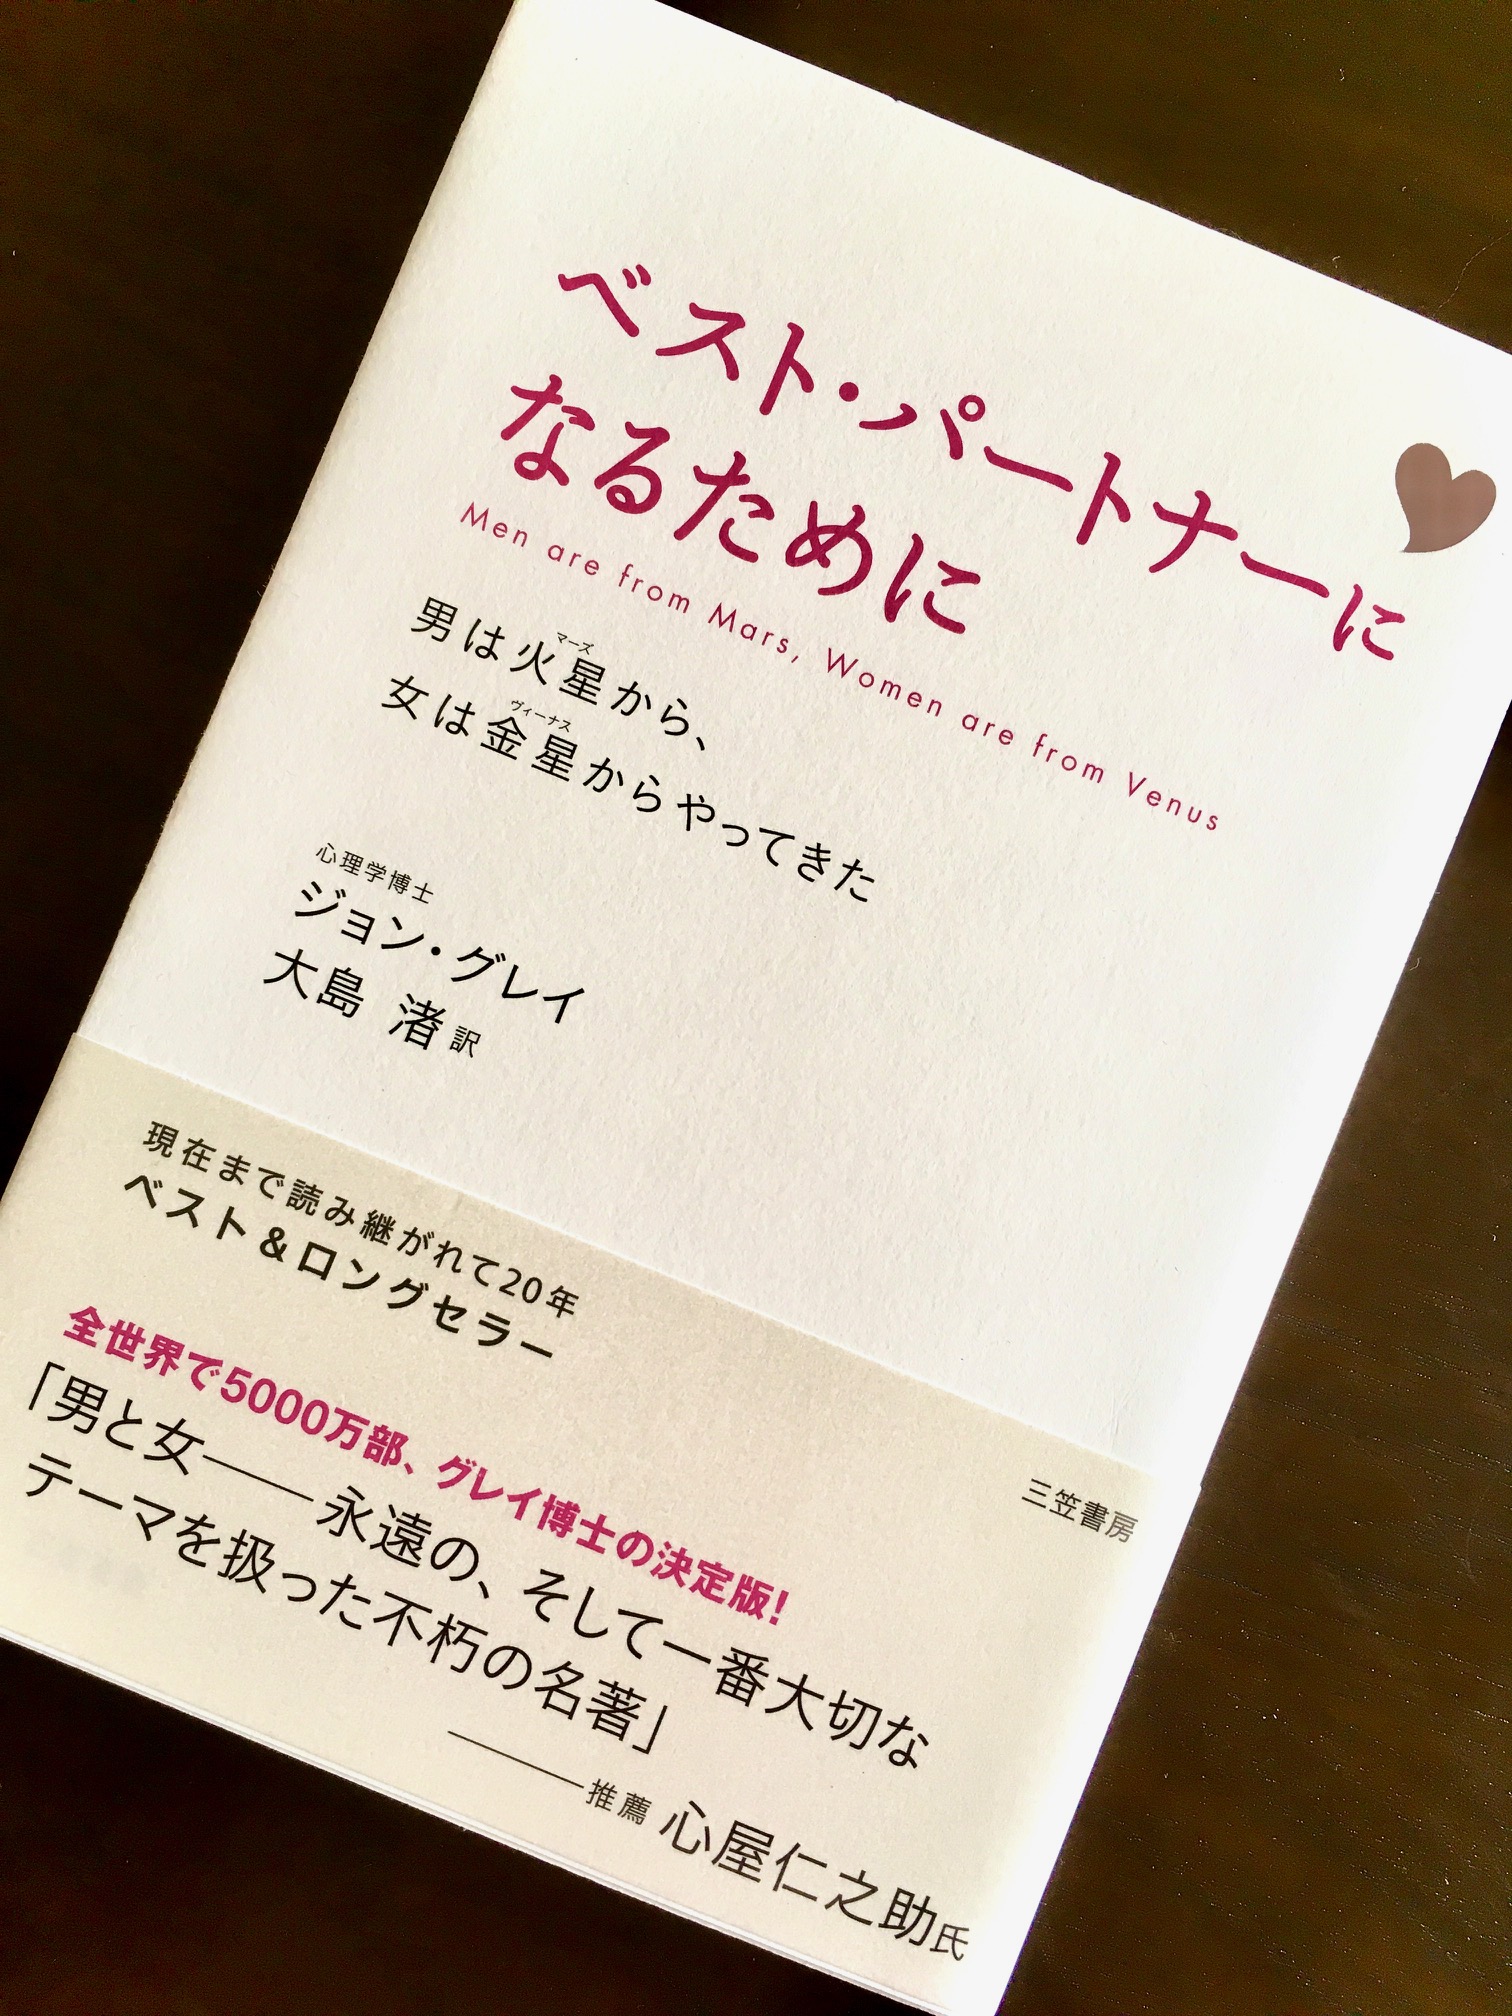 ベスト・パートナーに
なるために
Men are from Mars, Women are from Venus
マーズ
男は火星から、
ヴィーナス
女は金星からやってきた
心理学博士
ジョン・グレイ
大島 渚 訳
現在まで読み継がれて20年
ベスト&ロングセラー
三笠書房
全世界で5000万部、グレイ博士の決定版!
「男と女――永遠の、そして一番大切な
テーマを扱った不朽の名著」
――推薦 心屋仁之助氏